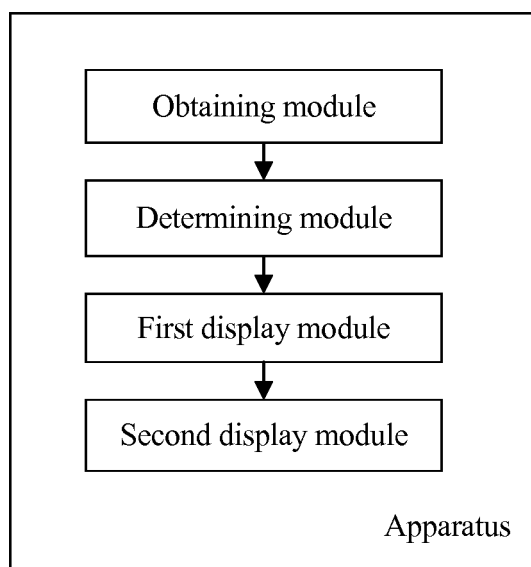 Obtaining module
Determining module
First display module
Second display module
Apparatus